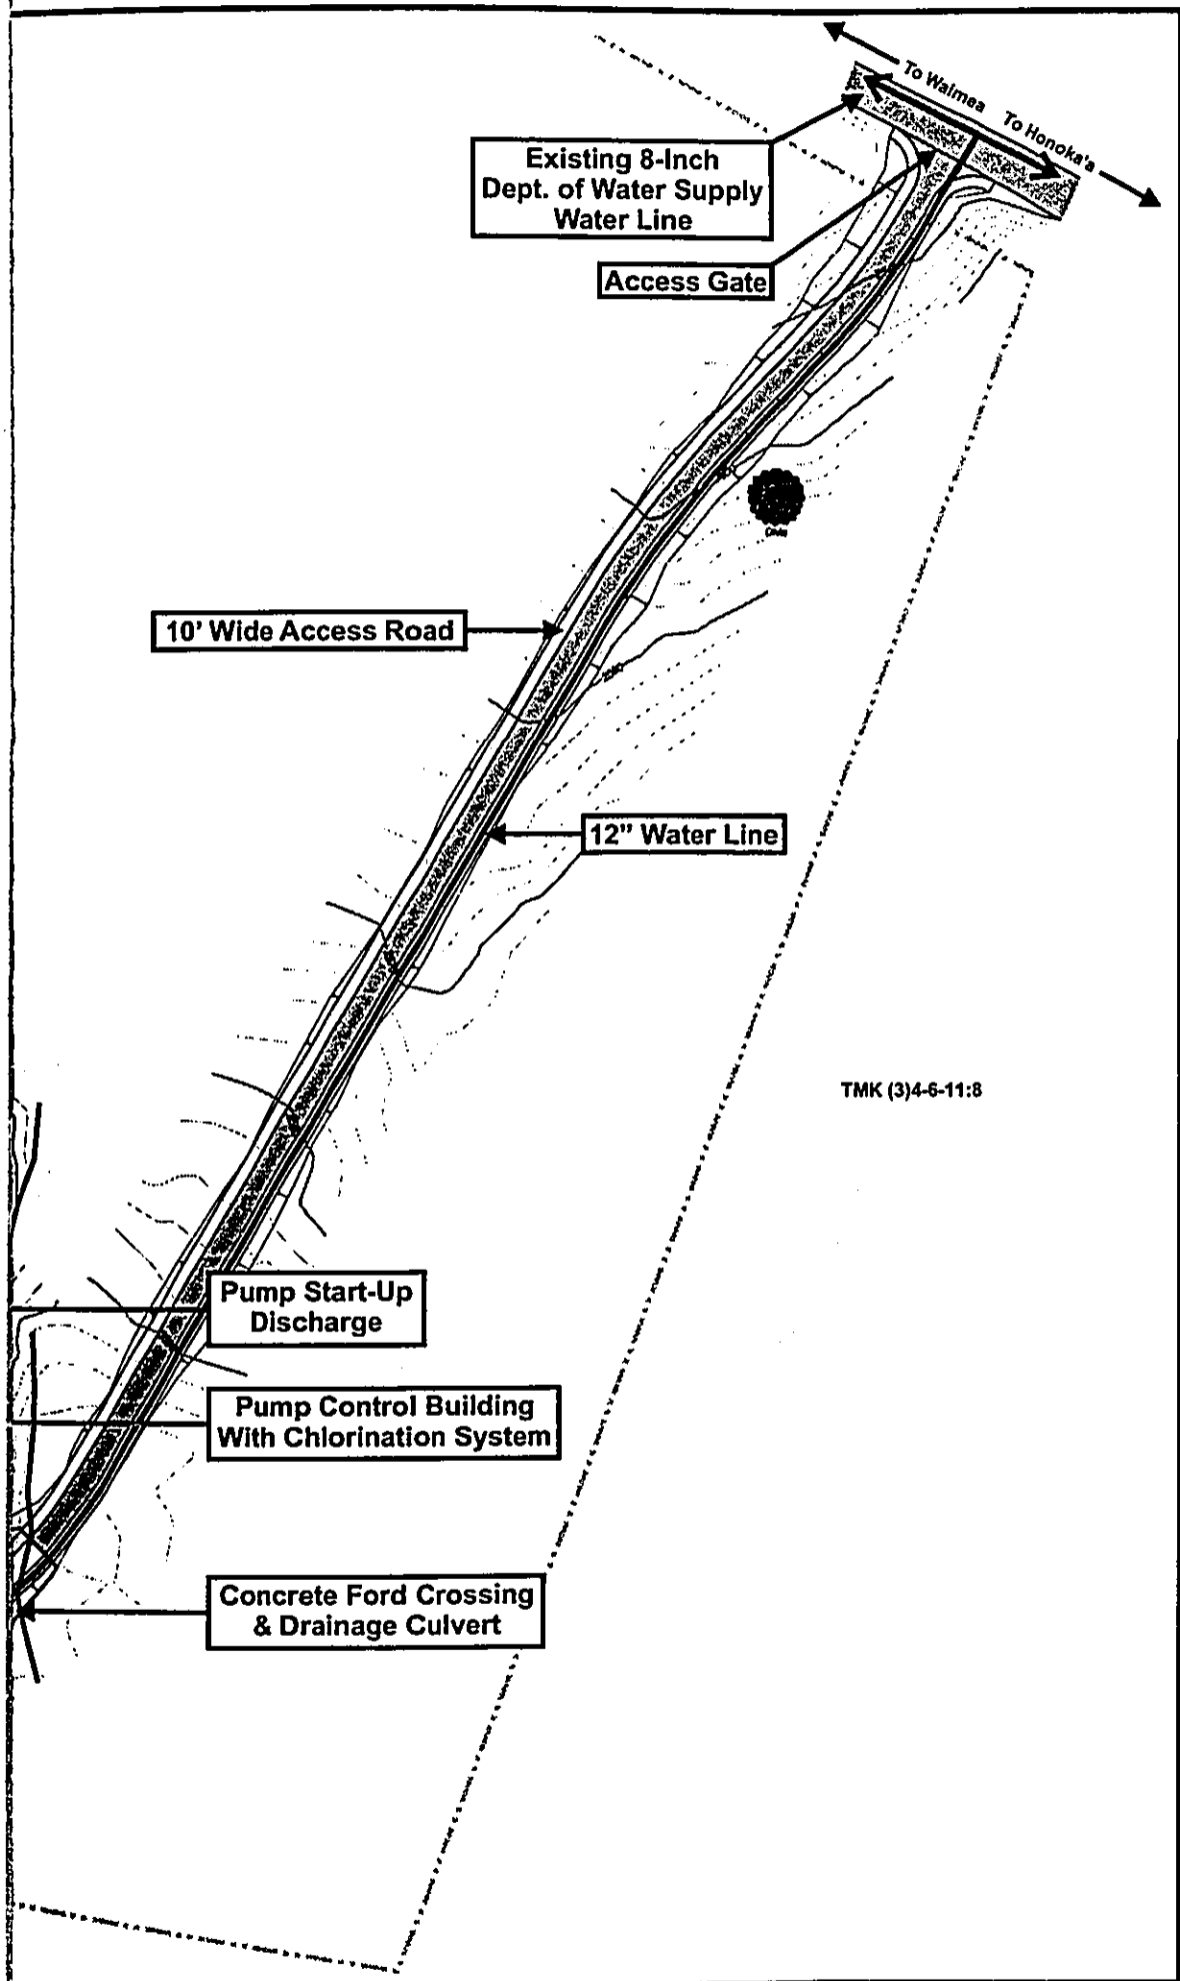 To Waimea
To Honoka'a
Existing 8-Inch
Dept. of Water Supply
Water Line
Access Gate
10' Wide Access Road
12" Water Line
TMK (3)4-6-11:8
Pump Start-Up
Discharge
Pump Control Building
With Chlorination System
Concrete Ford Crossing
& Drainage Culvert